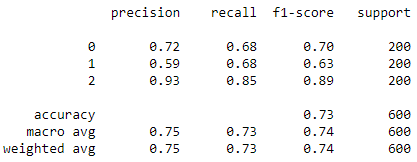 precision recall f1-score support
0 0.72 0.68 0.70 200
1 0.59 0.68 0.63 200
2 0.93 0.85 0.89 200
accuracy 0.73 600
macro avg 0.75 0.73 0.74 600
weighted avg 0.75 0.73 0.74 600